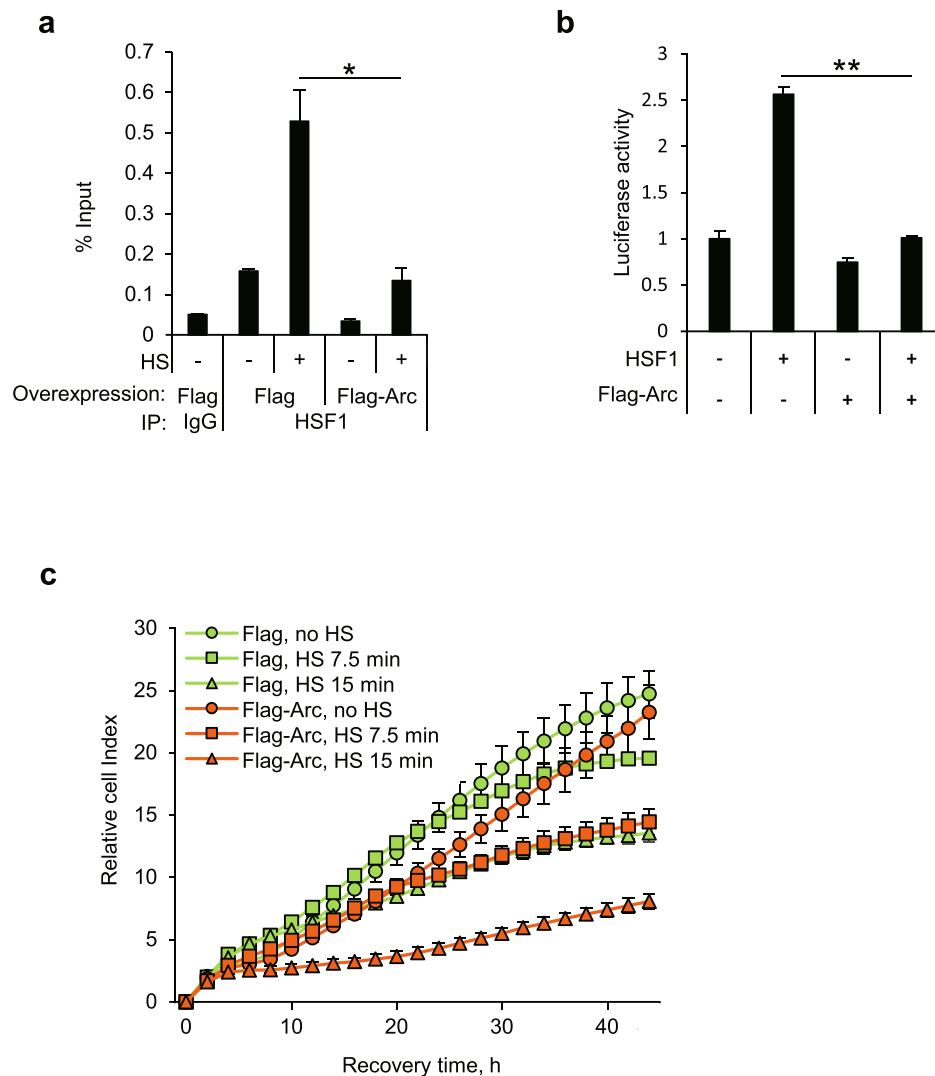 a
0.7
0.6
0.5
0.4
0.3
0.2
0.1
0
% Input
*
HS - - + - +
Overexpression: Flag Flag Flag-Arc
IP: IgG HSF1
b
3
2.5
2
1.5
1
0.5
0
Luciferase activity
**
HSF1 - + - +
Flag-Arc - - + +
c
30
25
20
15
10
5
0
Relative cell Index
Flag, no HS
Flag, HS 7.5 min
Flag, HS 15 min
Flag-Arc, no HS
Flag-Arc, HS 7.5 min
Flag-Arc, HS 15 min
0 10 20 30 40
Recovery time, h